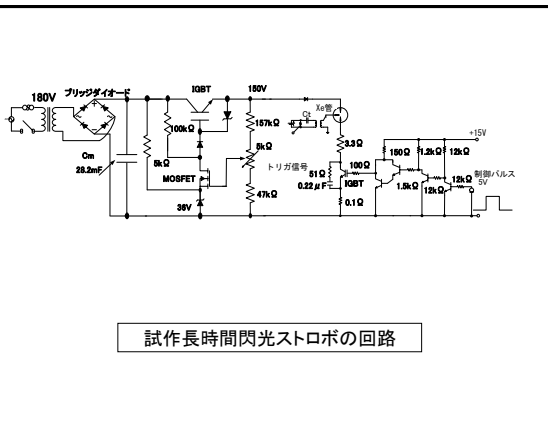 180V
ブリッジダイオード
IGBT
150V
Xe管
Ct
+15V
100kΩ
157kΩ
3.3Ω
150Ω
1.2kΩ
12kΩ
Cm
28.2mF
5kΩ
MOSFET
5kΩ
トリガ信号
51Ω
0.22μF
100Ω
IGBT
1.5kΩ
12kΩ
12kΩ
制御パルス
5V
36V
47kΩ
0.1Ω
試作長時間閃光ストロボの回路